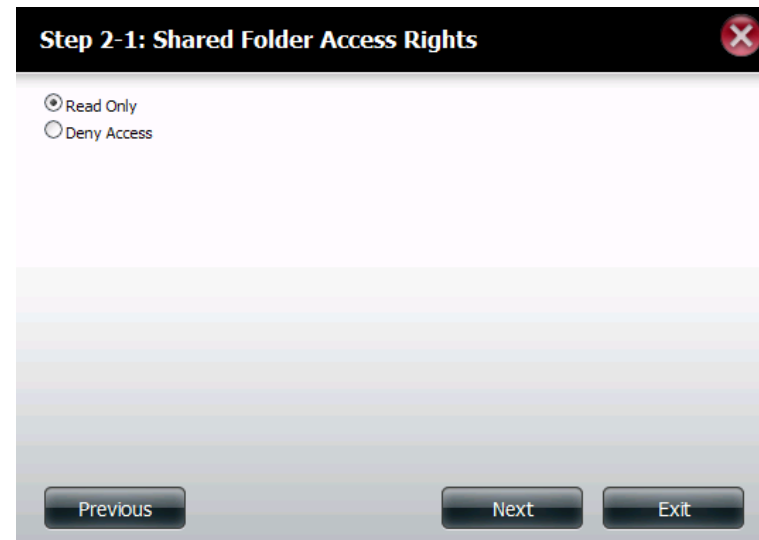 Step 2-1: Shared Folder Access Rights
Read Only
Deny Access
Previous Next Exit